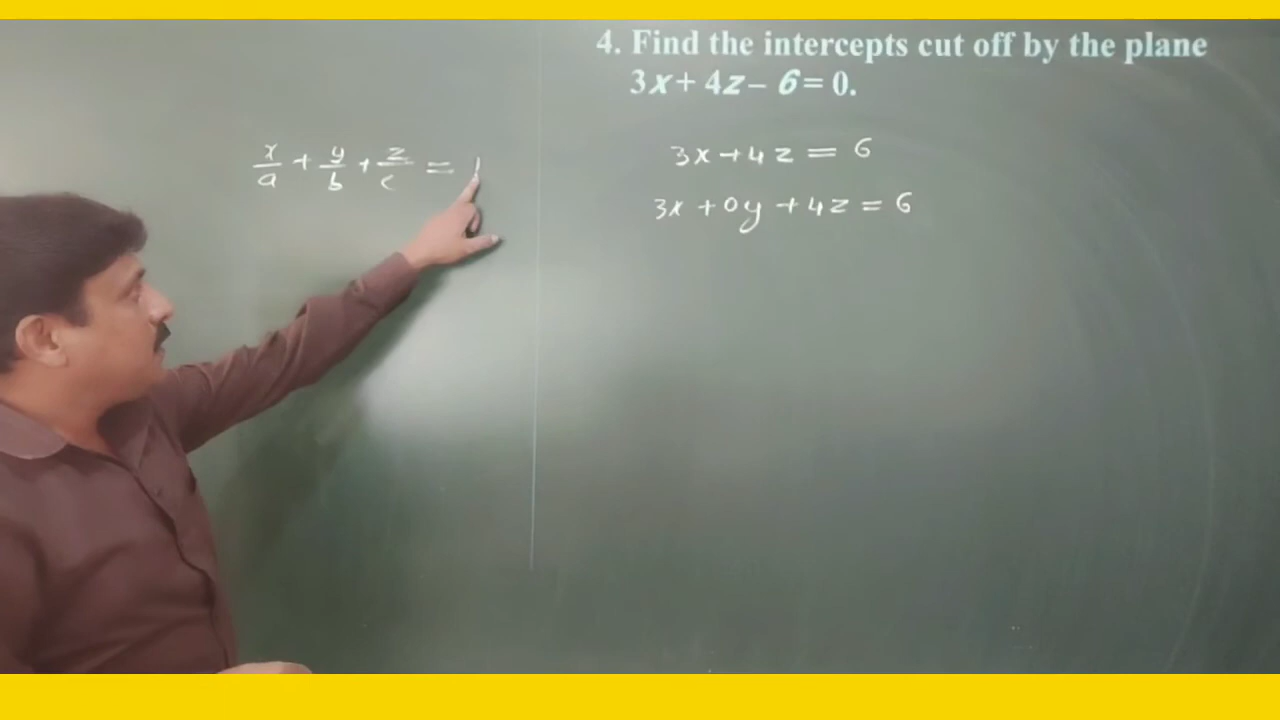 4. Find the intercepts cut off by the plane
3x + 4z – 6 = 0.
x/a + y/b + z/c = 1
3x + 4z = 6
3x + 0y + 4z = 6